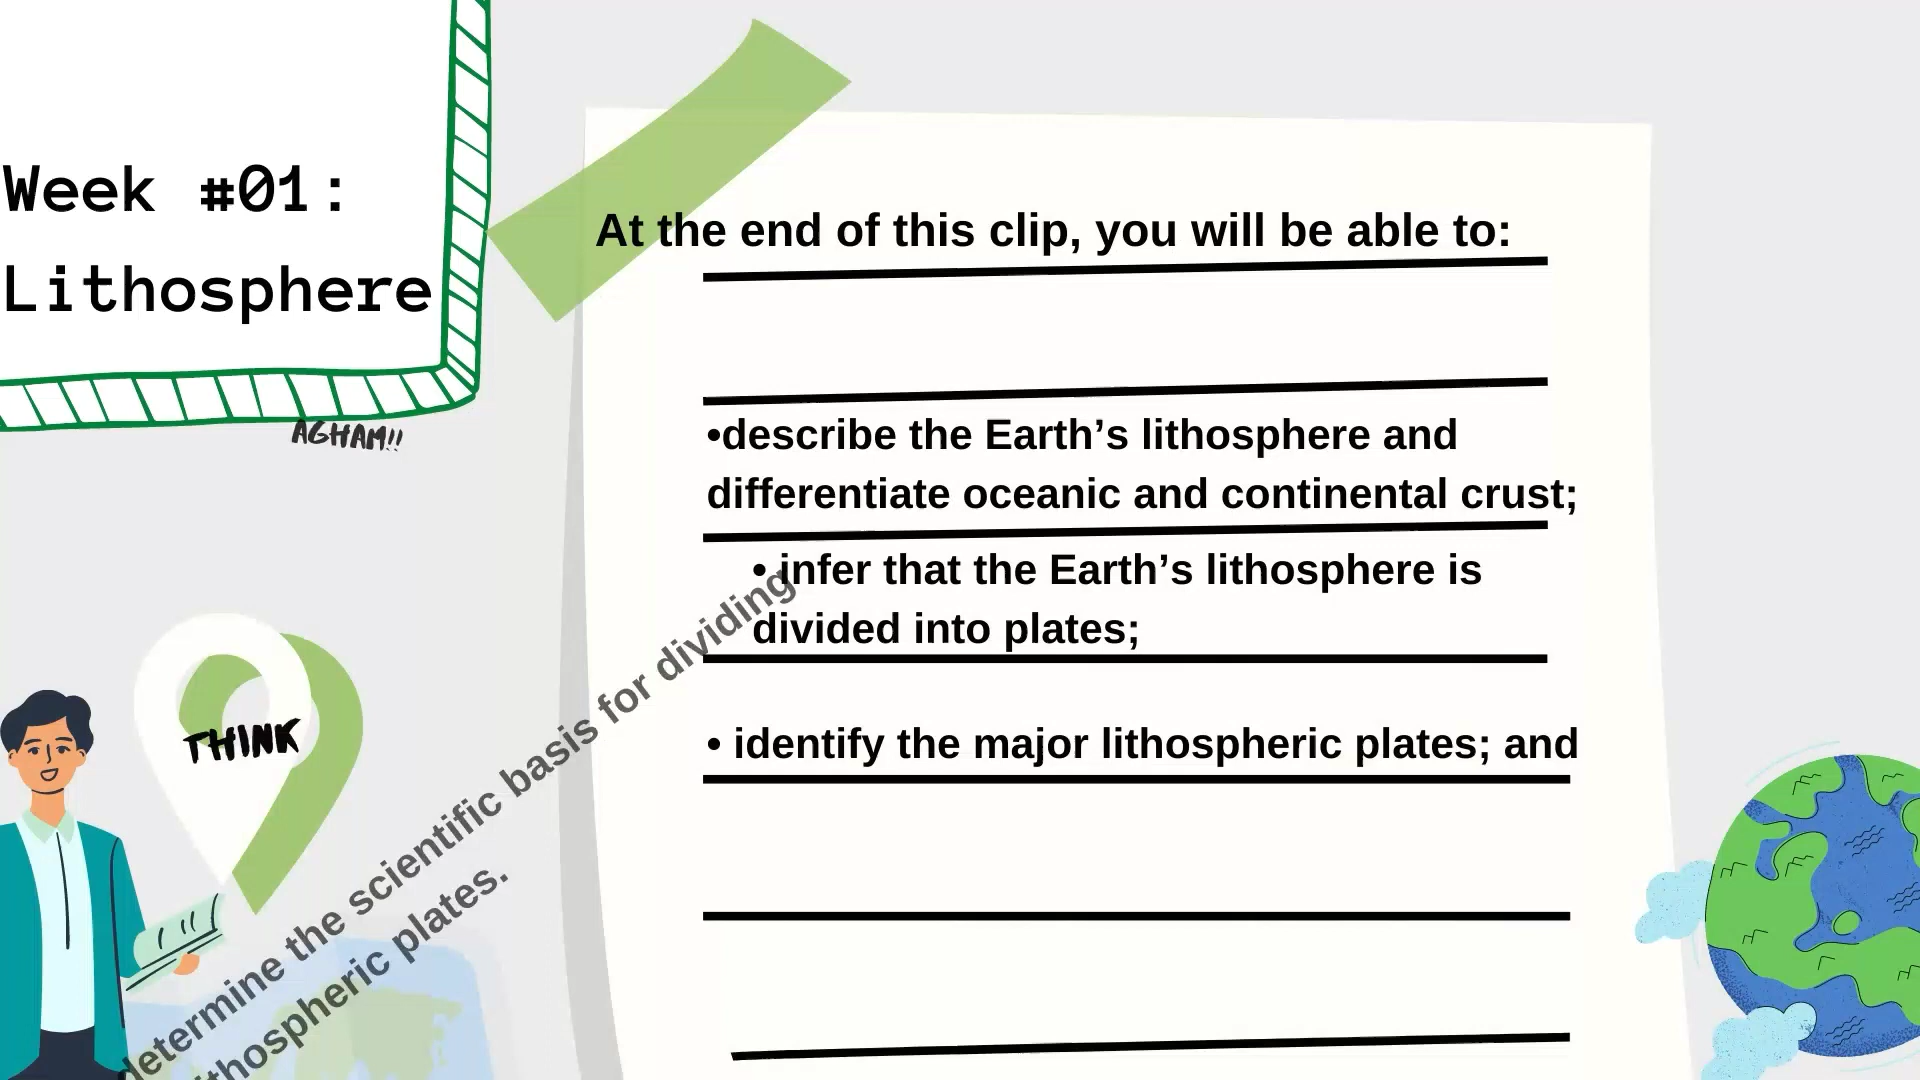 Week #01:
Lithosphere
AGHAM!!
At the end of this clip, you will be able to:
•describe the Earth’s lithosphere and
differentiate oceanic and continental crust;
• infer that the Earth’s lithosphere is
divided into plates;
• identify the major lithospheric plates; and
THINK
determine the scientific basis for dividing
lithospheric plates.